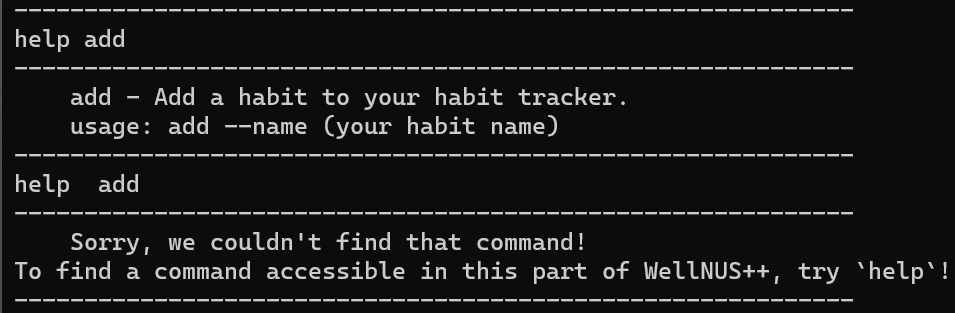 ------------------------------------------------------------
help add
------------------------------------------------------------
    add - Add a habit to your habit tracker.
    usage: add --name (your habit name)
------------------------------------------------------------
help  add
------------------------------------------------------------
    Sorry, we couldn't find that command!
To find a command accessible in this part of WellNUS++, try `help`!
------------------------------------------------------------